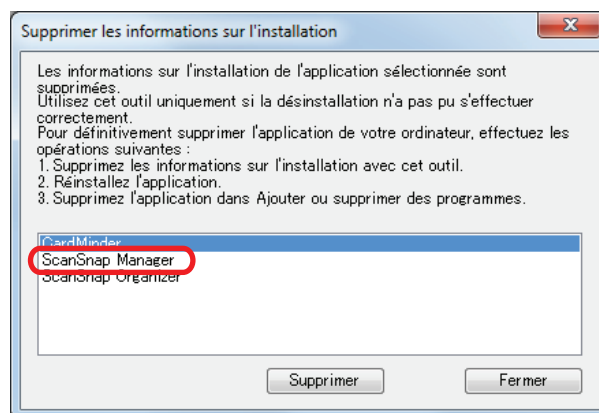 Supprimer les informations sur l'installation
Les informations sur l'installation de l'application sélectionnée sont
supprimées.
Utilisez cet outil uniquement si la désinstallation n'a pas pu s'effectuer
correctement.
Pour définitivement supprimer l'application de votre ordinateur, effectuez les
opérations suivantes :
1. Supprimez les informations sur l'installation avec cet outil.
2. Réinstallez l'application.
3. Supprimez l'application dans Ajouter ou supprimer des programmes.
CardMinder
ScanSnap Manager
ScanSnap Organizer
Supprimer
Fermer